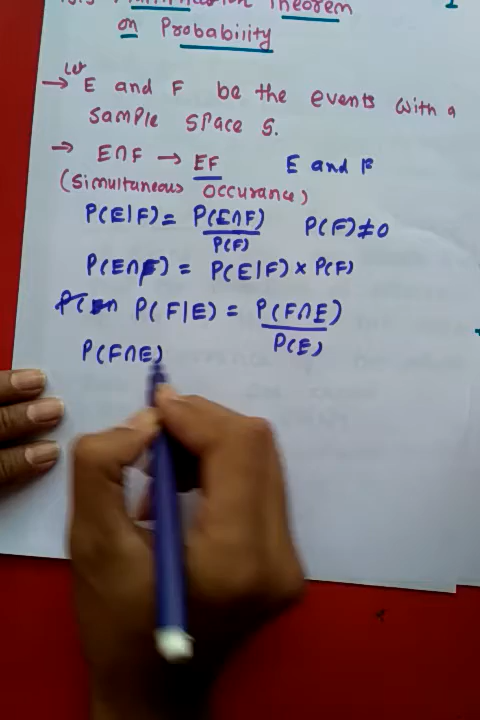 Theorem
on Probability
→ Let E and F be the events with a
sample space S.
→ E∩F → EF E and F
(simultaneous occurance)
P(E|F) = P(E∩F)/P(F) P(F)≠0
P(E∩F) = P(E|F) × P(F)
P(F|E) = P(F∩E)/P(E)
P(F∩E)